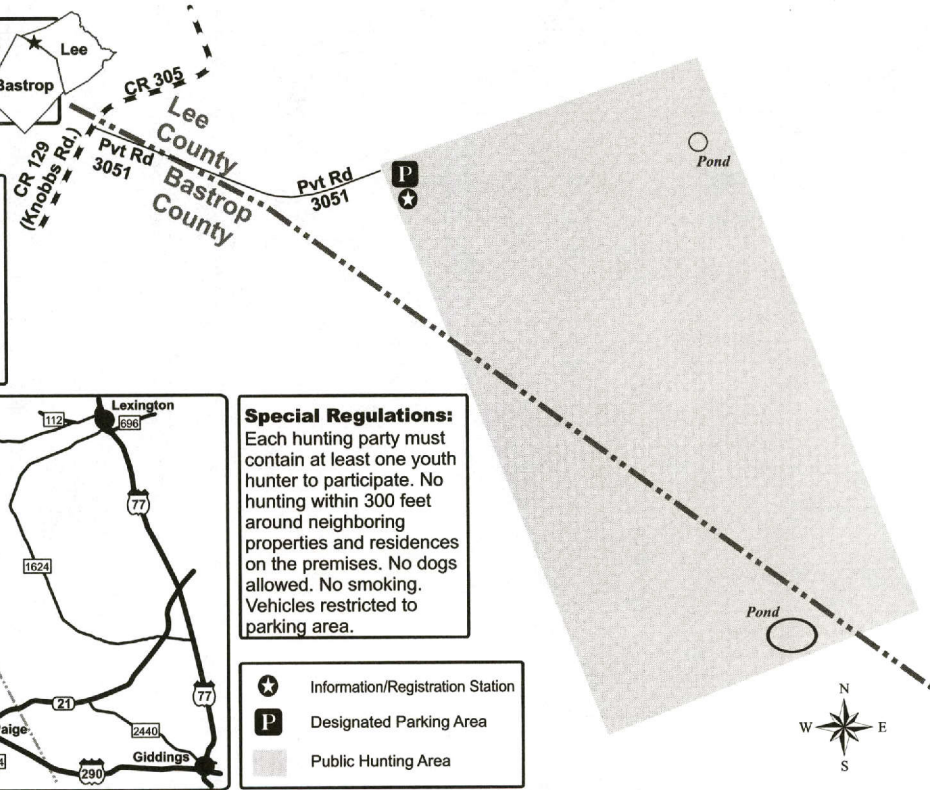 Lee
Bastrop
CR 305
Lee
County
CR 129
(Knobbs Rd.)
Pvt Rd
3051
Bastrop
County
Pvt Rd
3051
P
Pond
Lexington
112
696
77
1624
21
77
2440
Giddings
290
Special Regulations:
Each hunting party must
contain at least one youth
hunter to participate. No
hunting within 300 feet
around neighboring
properties and residences
on the premises. No dogs
allowed. No smoking.
Vehicles restricted to
parking area.
Information/Registration Station
P Designated Parking Area
Public Hunting Area
Pond
N
W E
S